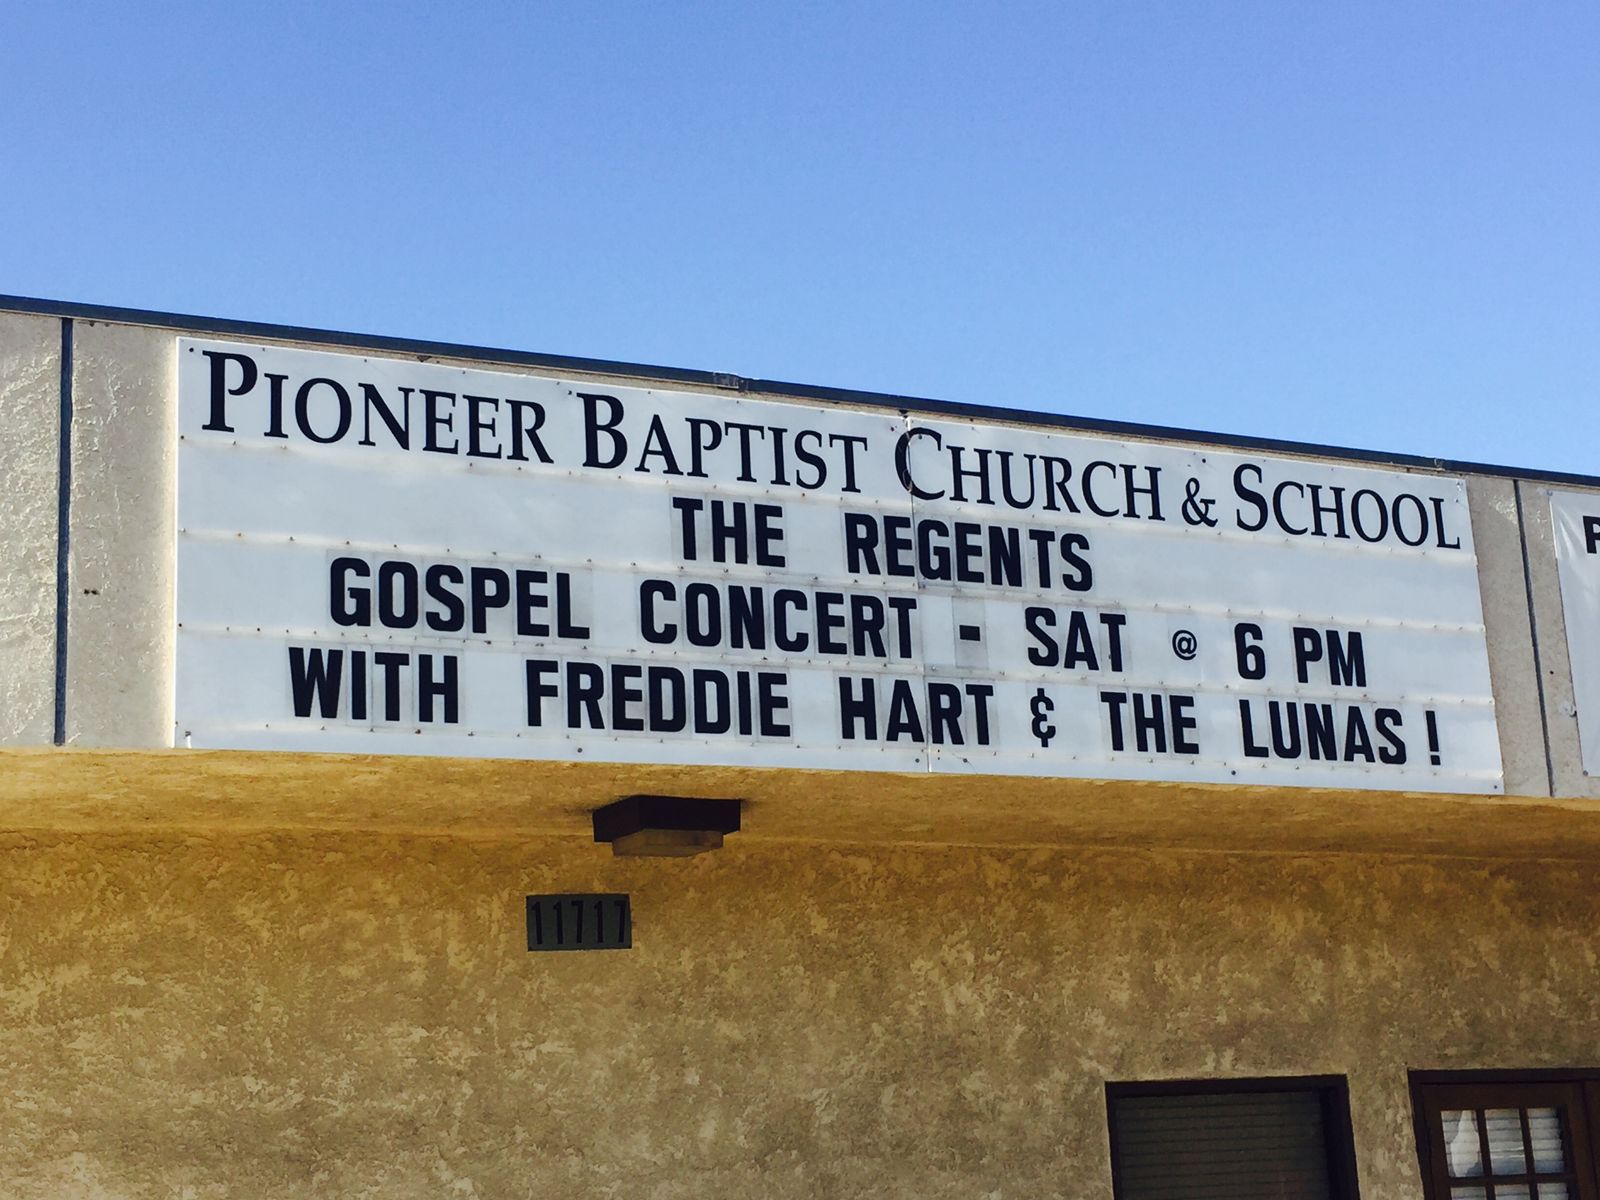 PIONEER BAPTIST CHURCH & SCHOOL
THE REGENTS
GOSPEL CONCERT - SAT @ 6 PM
WITH FREDDIE HART & THE LUNAS!
11717